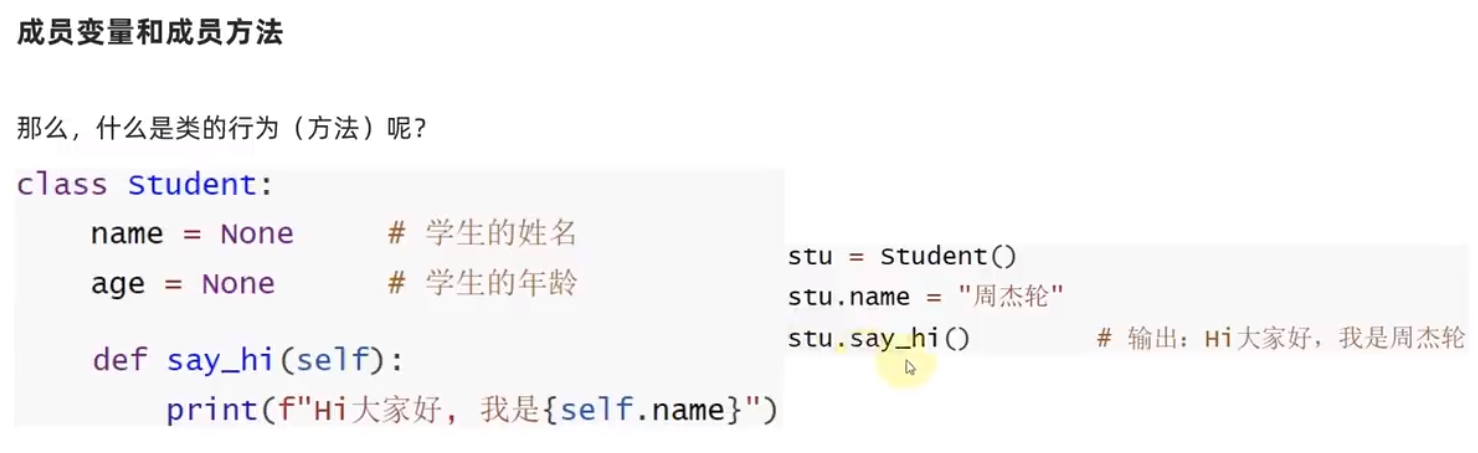 成员变量和成员方法
那么，什么是类的行为（方法）呢？
class Student:
    name = None     # 学生的姓名
    age = None      # 学生的年龄
    def say_hi(self):
        print(f"Hi大家好，我是{self.name}")
stu = Student()
stu.name = "周杰轮"
stu.say_hi()        # 输出：Hi大家好，我是周杰轮